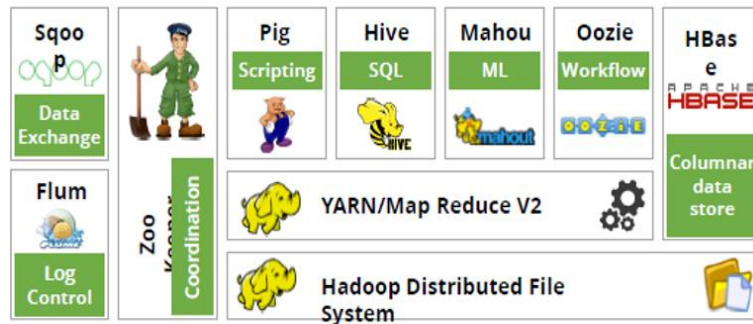 Sqoo
p
sqoop
Data
Exchange
Flum
Log
Control
Zoo
Keeper
Coordination
Pig
Scripting
Hive
SQL
HIVE
Mahou
ML
mahout
Oozie
Workflow
OOZIE
HBas
e
APACHE
HBASE
Columnar
data
store
YARN/Map Reduce V2
Hadoop Distributed File
System